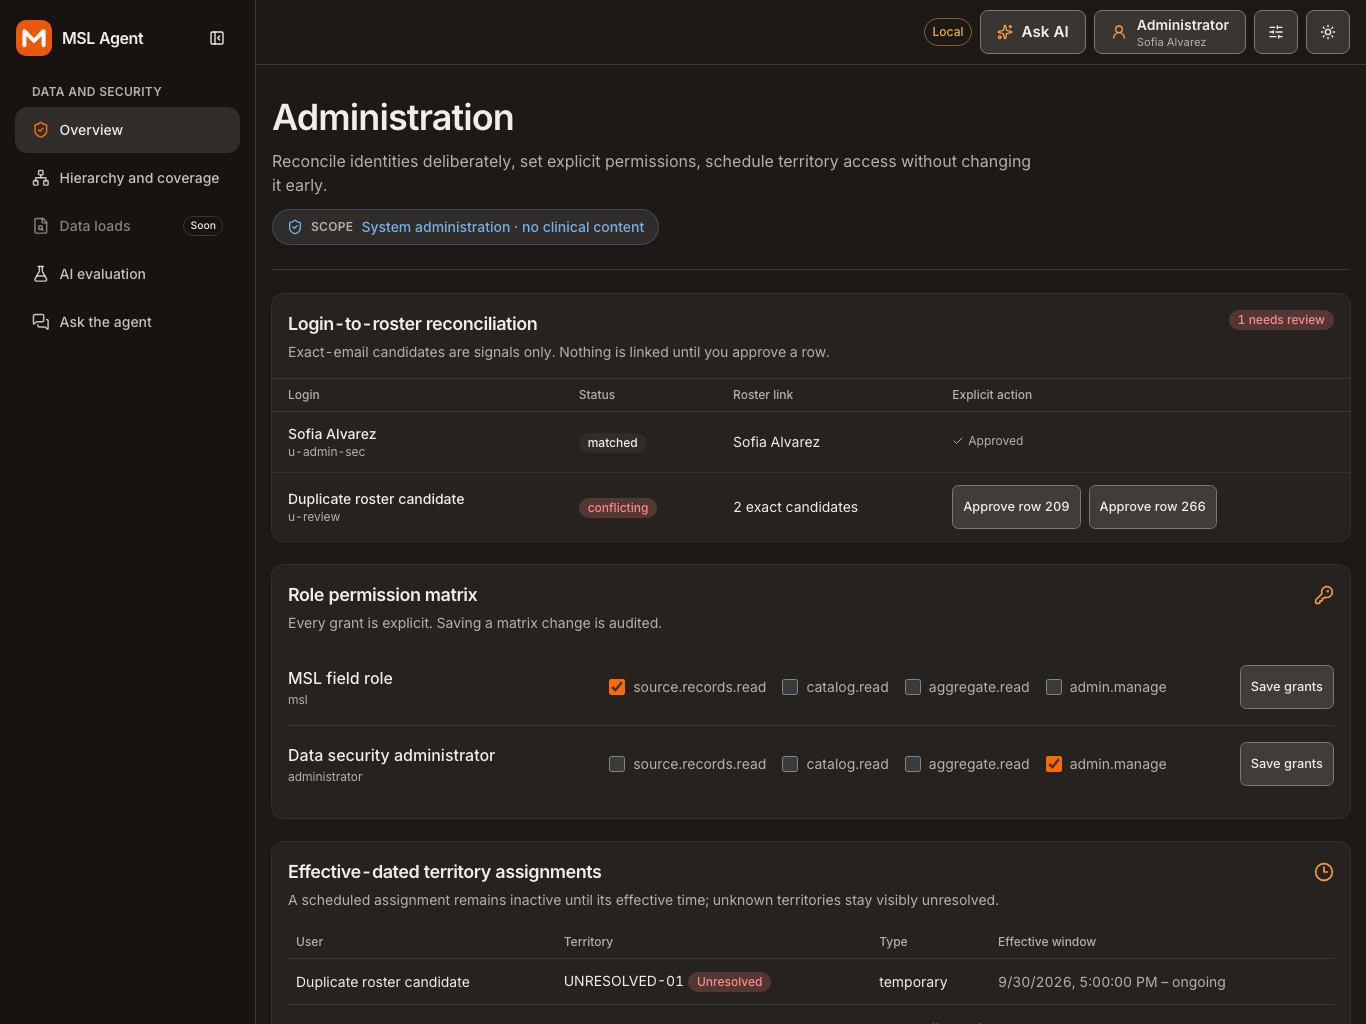 MSL Agent
Local
Ask AI
Administrator
Sofia Alvarez
DATA AND SECURITY
Overview
Hierarchy and coverage
Data loads
Soon
AI evaluation
Ask the agent
Administration
Reconcile identities deliberately, set explicit permissions, schedule territory access without changing
it early.
SCOPE System administration · no clinical content
Login-to-roster reconciliation
1 needs review
Exact-email candidates are signals only. Nothing is linked until you approve a row.
Login Status Roster link Explicit action
Sofia Alvarez
u-admin-sec
matched
Sofia Alvarez
Approved
Duplicate roster candidate
u-review
conflicting
2 exact candidates
Approve row 209
Approve row 266
Role permission matrix
Every grant is explicit. Saving a matrix change is audited.
MSL field role
msl
source.records.read catalog.read aggregate.read admin.manage
Save grants
Data security administrator
administrator
source.records.read catalog.read aggregate.read admin.manage
Save grants
Effective-dated territory assignments
A scheduled assignment remains inactive until its effective time; unknown territories stay visibly unresolved.
User Territory Type Effective window
Duplicate roster candidate UNRESOLVED-01 Unresolved temporary 9/30/2026, 5:00:00 PM – ongoing